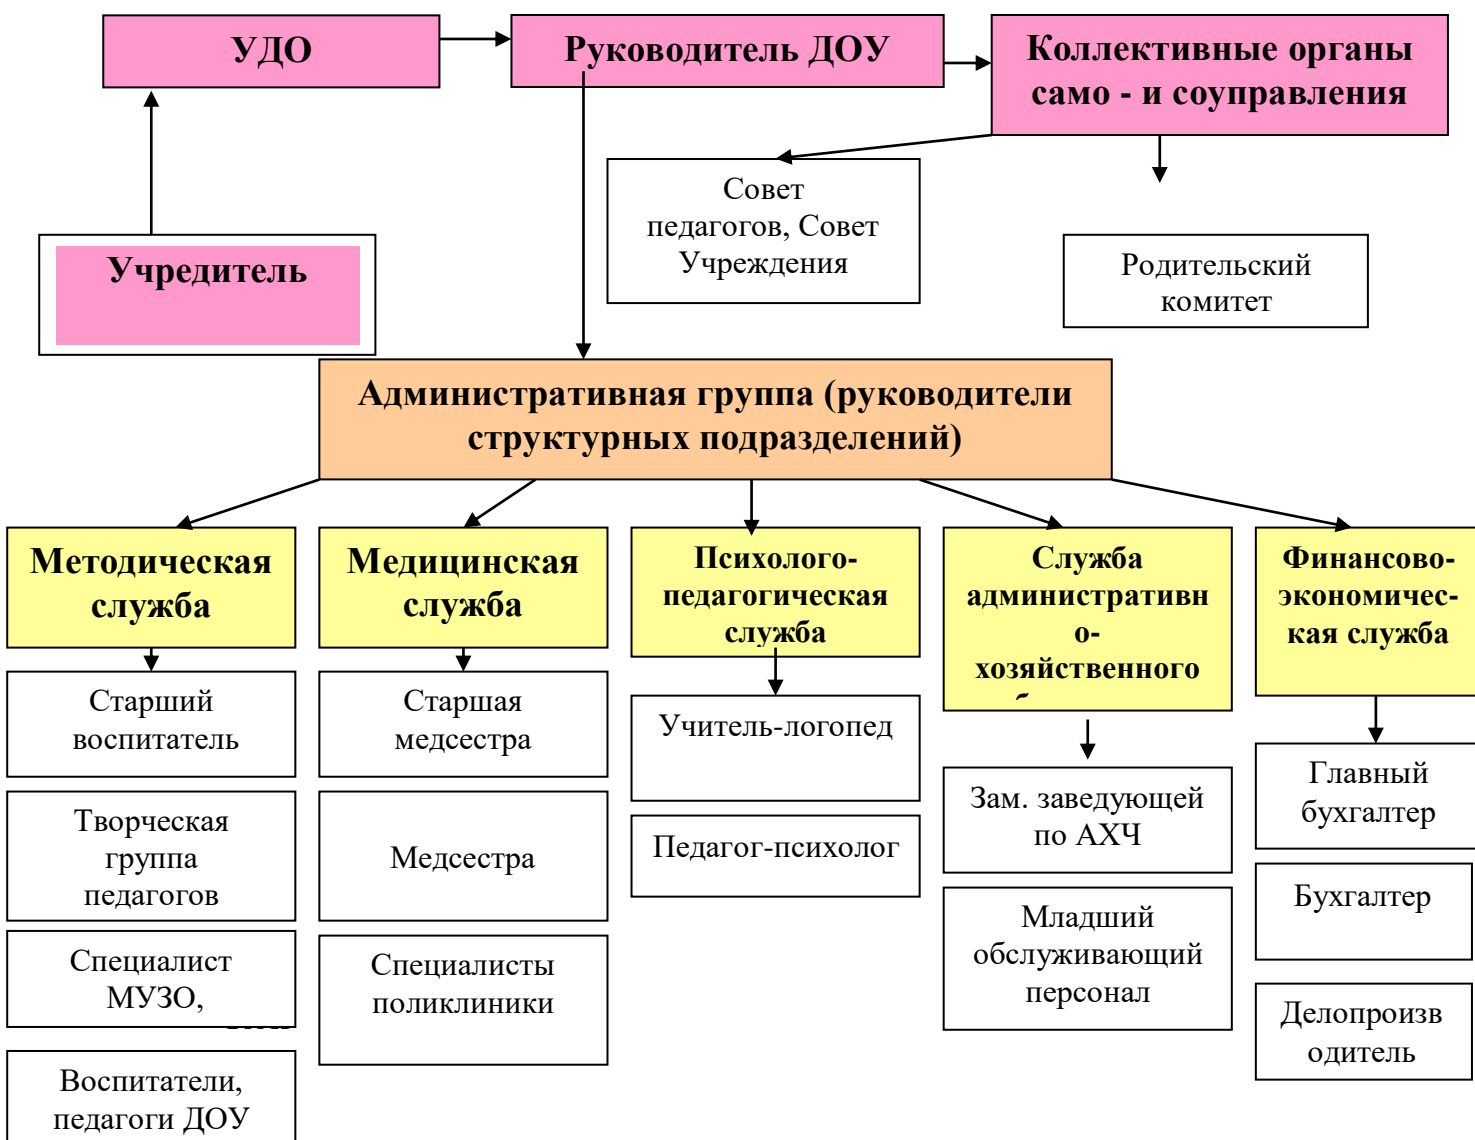 УДО
Руководитель ДОУ
Коллективные органы
само - и соуправления
Совет
педагогов, Совет
Учреждения
Учредитель
Родительский
комитет
Административная группа (руководители
структурных подразделений)
Методическая
служба
Медицинская
служба
Психолого-
педагогическая
служба
Служба
административн
о-
хозяйственного
Финансово-
экономичес-
кая служба
Старший
воспитатель
Творческая
группа
педагогов
Специалист
МУЗО,
Воспитатели,
педагоги ДОУ
Старшая
медсестра
Медсестра
Специалисты
поликлиники
Учитель-логопед
Педагог-психолог
Зам. заведующей
по АХЧ
Младший
обслуживающий
персонал
Главный
бухгалтер
Бухгалтер
Делопроизв
одитель